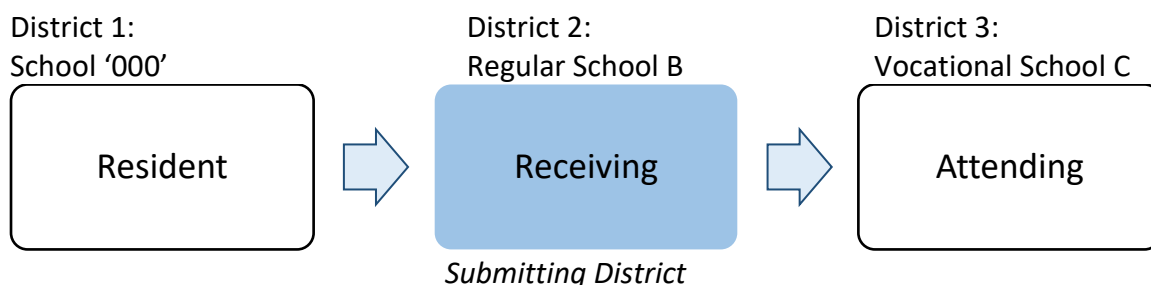 District 1:
School ‘000’
Resident
District 2:
Regular School B
Receiving
Submitting District
District 3:
Vocational School C
Attending